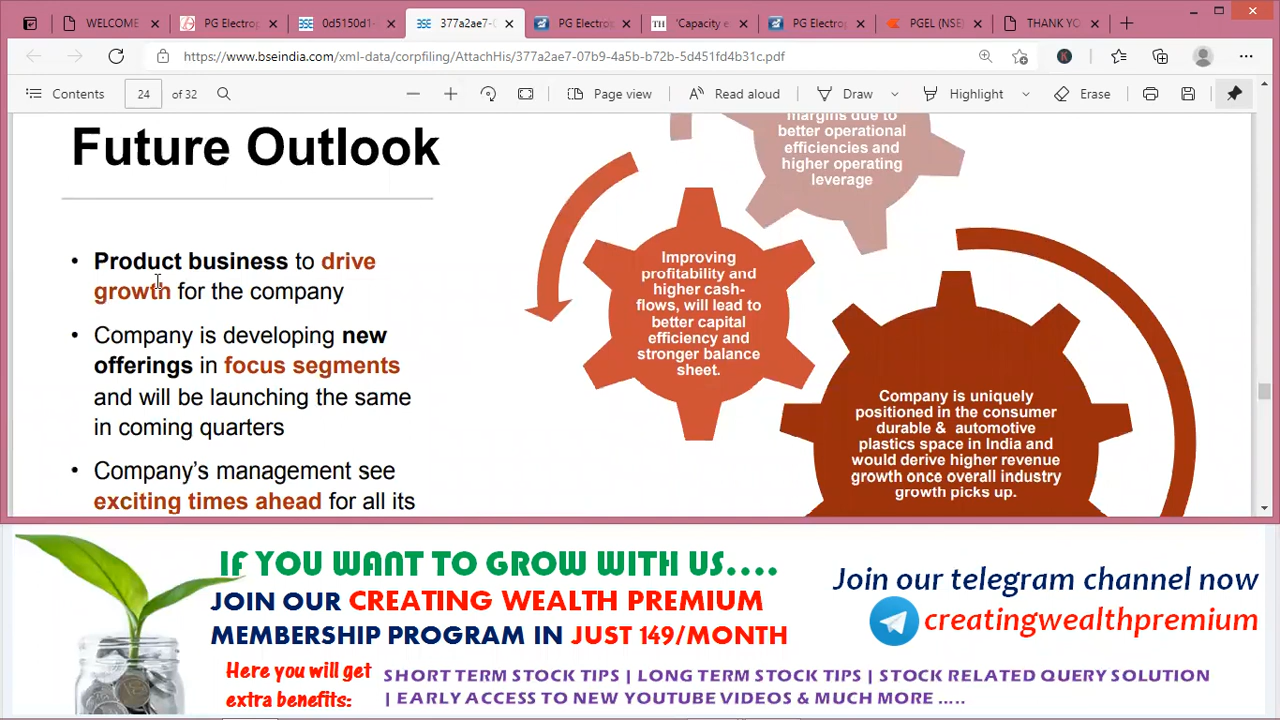 WELCOME
PG Electrop
0d5150d1-
377a2ae7-0
PG Electrop
'Capacity e
PG Electrop
PGEL (NSE
THANK YO
https://www.bseindia.com/xml-data/corpfiling/AttachHis/377a2ae7-07b9-4a5b-b72b-5d451fd4b31c.pdf
Contents
24 of 32
Page view
Read aloud
Draw
Highlight
Erase
Future Outlook
• Product business to drive
growth for the company
• Company is developing new
offerings in focus segments
and will be launching the same
in coming quarters
• Company's management see
exciting times ahead for all its
margins due to
better operational
efficiencies and
higher operating
leverage
Improving
profitability and
higher cash-
flows, will lead to
better capital
efficiency and
stronger balance
sheet.
Company is uniquely
positioned in the consumer
durable & automotive
plastics space in India and
would derive higher revenue
growth once overall industry
growth picks up.
IF YOU WANT TO GROW WITH US....
JOIN OUR CREATING WEALTH PREMIUM
MEMBERSHIP PROGRAM IN JUST 149/MONTH
Here you will get
extra benefits:
SHORT TERM STOCK TIPS | LONG TERM STOCK TIPS | STOCK RELATED QUERY SOLUTION
| EARLY ACCESS TO NEW YOUTUBE VIDEOS & MUCH MORE .....
Join our telegram channel now
creatingwealthpremium